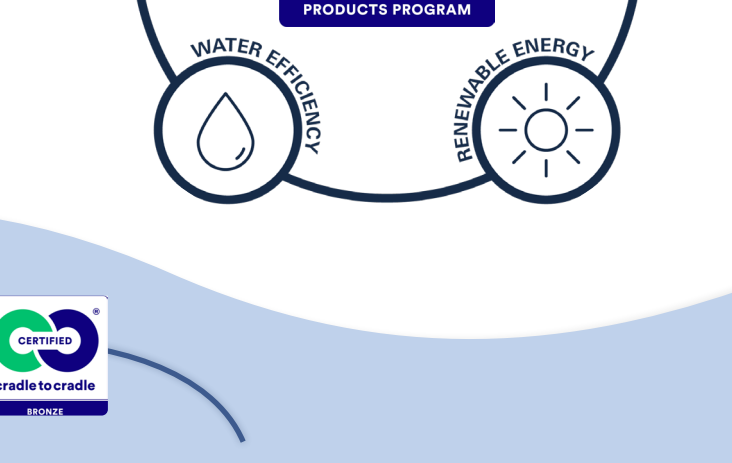 PRODUCTS PROGRAM
WATER EFFICIENCY
RENEWABLE ENERGY
®
CERTIFIED
cradle to cradle
BRONZE